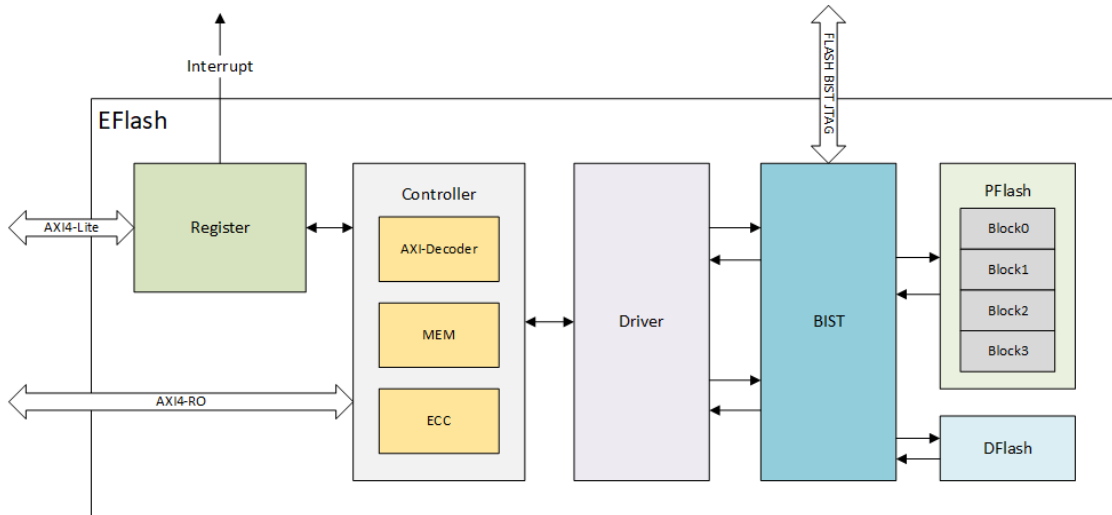 Interrupt
FLASH BIST JTAG
EFlash
AXI4-Lite
Register
Controller
AXI-Decoder
MEM
ECC
AXI4-RO
Driver
BIST
PFlash
Block0
Block1
Block2
Block3
DFlash